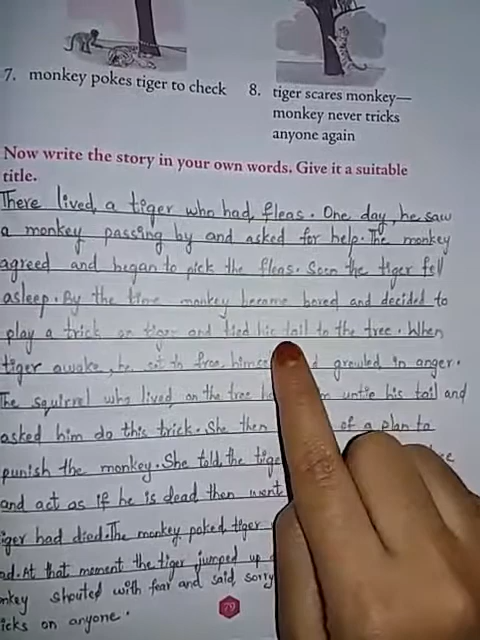 7. monkey pokes tiger to check
8. tiger scares monkey—
monkey never tricks
anyone again
Now write the story in your own words. Give it a suitable
title.
There lived a tiger who had fleas. One day, he saw
a monkey passing by and asked for help. The monkey
agreed and began to pick the fleas. Soon the tiger fell
asleep. By the time monkey became bored and decided to
play a trick on tiger and tied his tail to the tree. When
tiger awake, he growled in anger.
The squirrel who lived on the tree untie his tail and
asked him do this trick. She then of a plan to
punish the monkey. She told the
and act as if he is dead then went
iger had died. The monkey poked tiger
ad. At that moment the tiger jumped up
nkey shouted with fear and said sorry
icks on anyone.
79